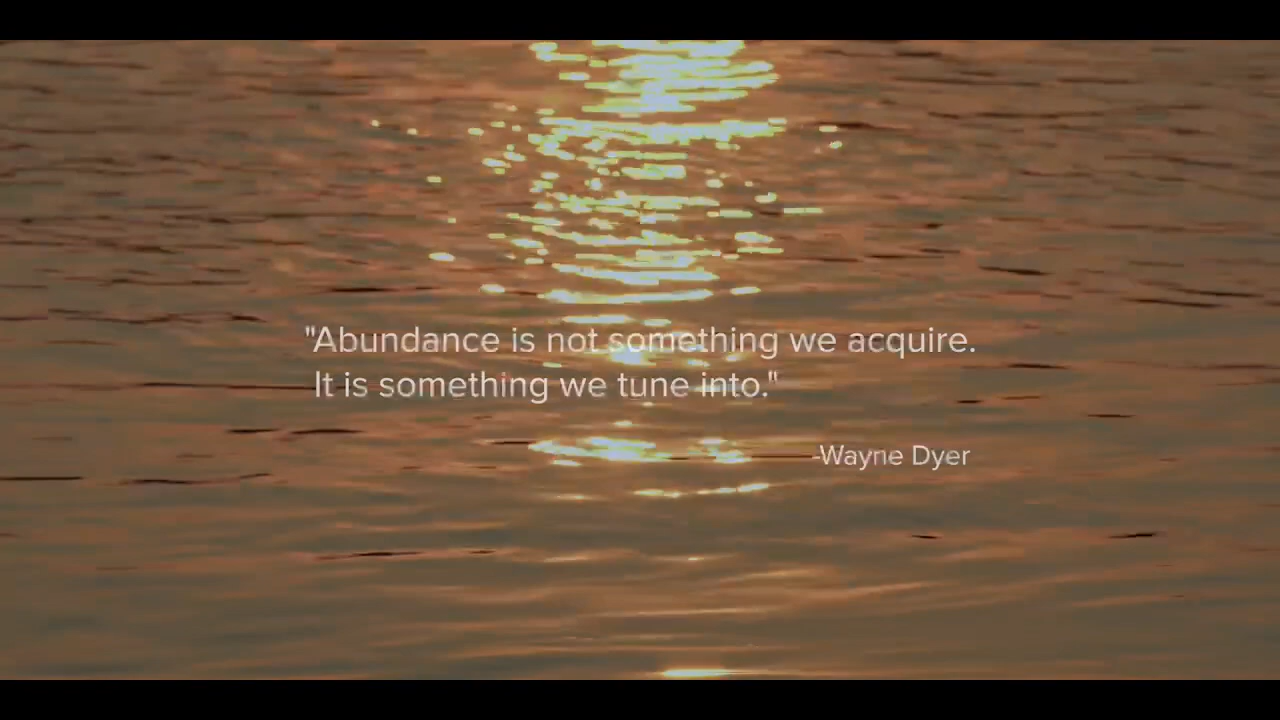 "Abundance is not something we acquire.
It is something we tune into."
-Wayne Dyer